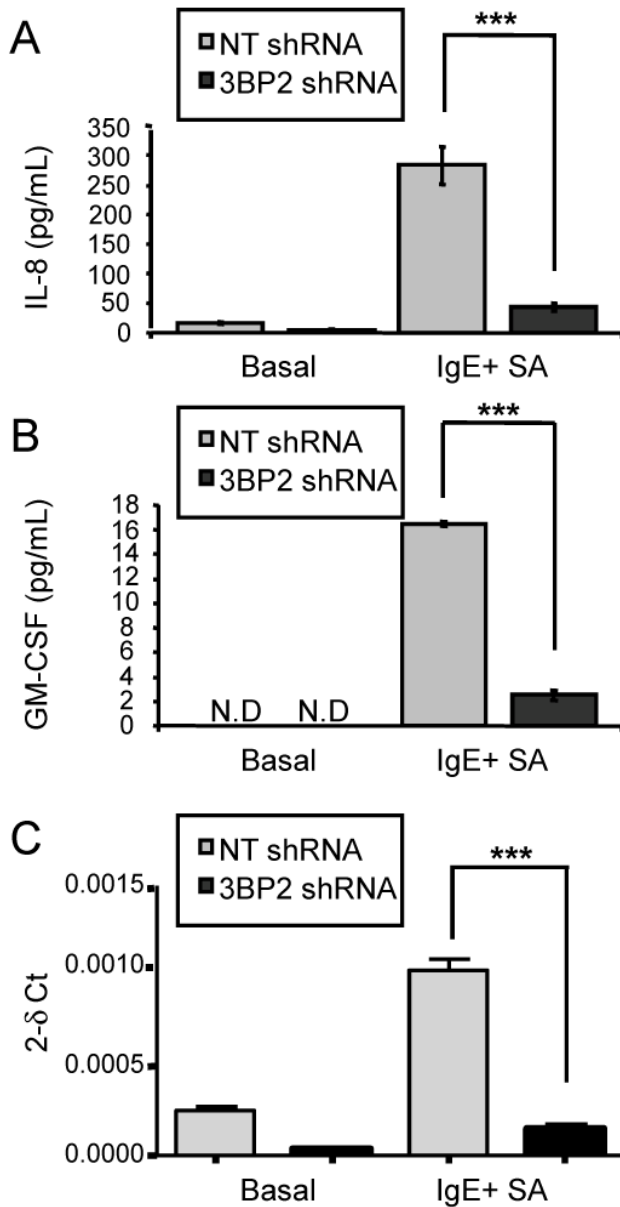 A
NT shRNA
3BP2 shRNA
***
350
300
250
200
150
100
50
0
IL-8 (pg/mL)
Basal
IgE+ SA
B
NT shRNA
3BP2 shRNA
***
18
16
14
12
10
8
6
4
2
0
GM-CSF (pg/mL)
N.D N.D
Basal
IgE+ SA
C
NT shRNA
3BP2 shRNA
***
0.0015
0.0010
0.0005
0.0000
2-δ Ct
Basal
IgE+ SA